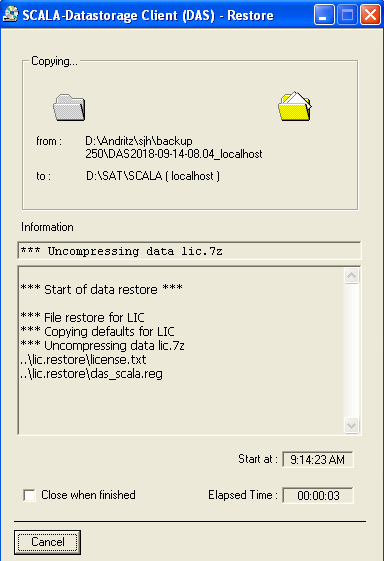 SCALA-Datastorage Client (DAS) - Restore
Copying...
from : D:\Andritz\sjh\backup
250\DAS2018-09-14-08.04_localhost
to : D:\SAT\SCALA ( localhost )
Information
*** Uncompressing data lic.7z
*** Start of data restore ***
*** File restore for LIC
*** Copying defaults for LIC
*** Uncompressing data lic.7z
..\lic.restore\license.txt
..\lic.restore\das_scala.reg
Start at : 9:14:23 AM
Close when finished Elapsed Time : 00:00:03
Cancel